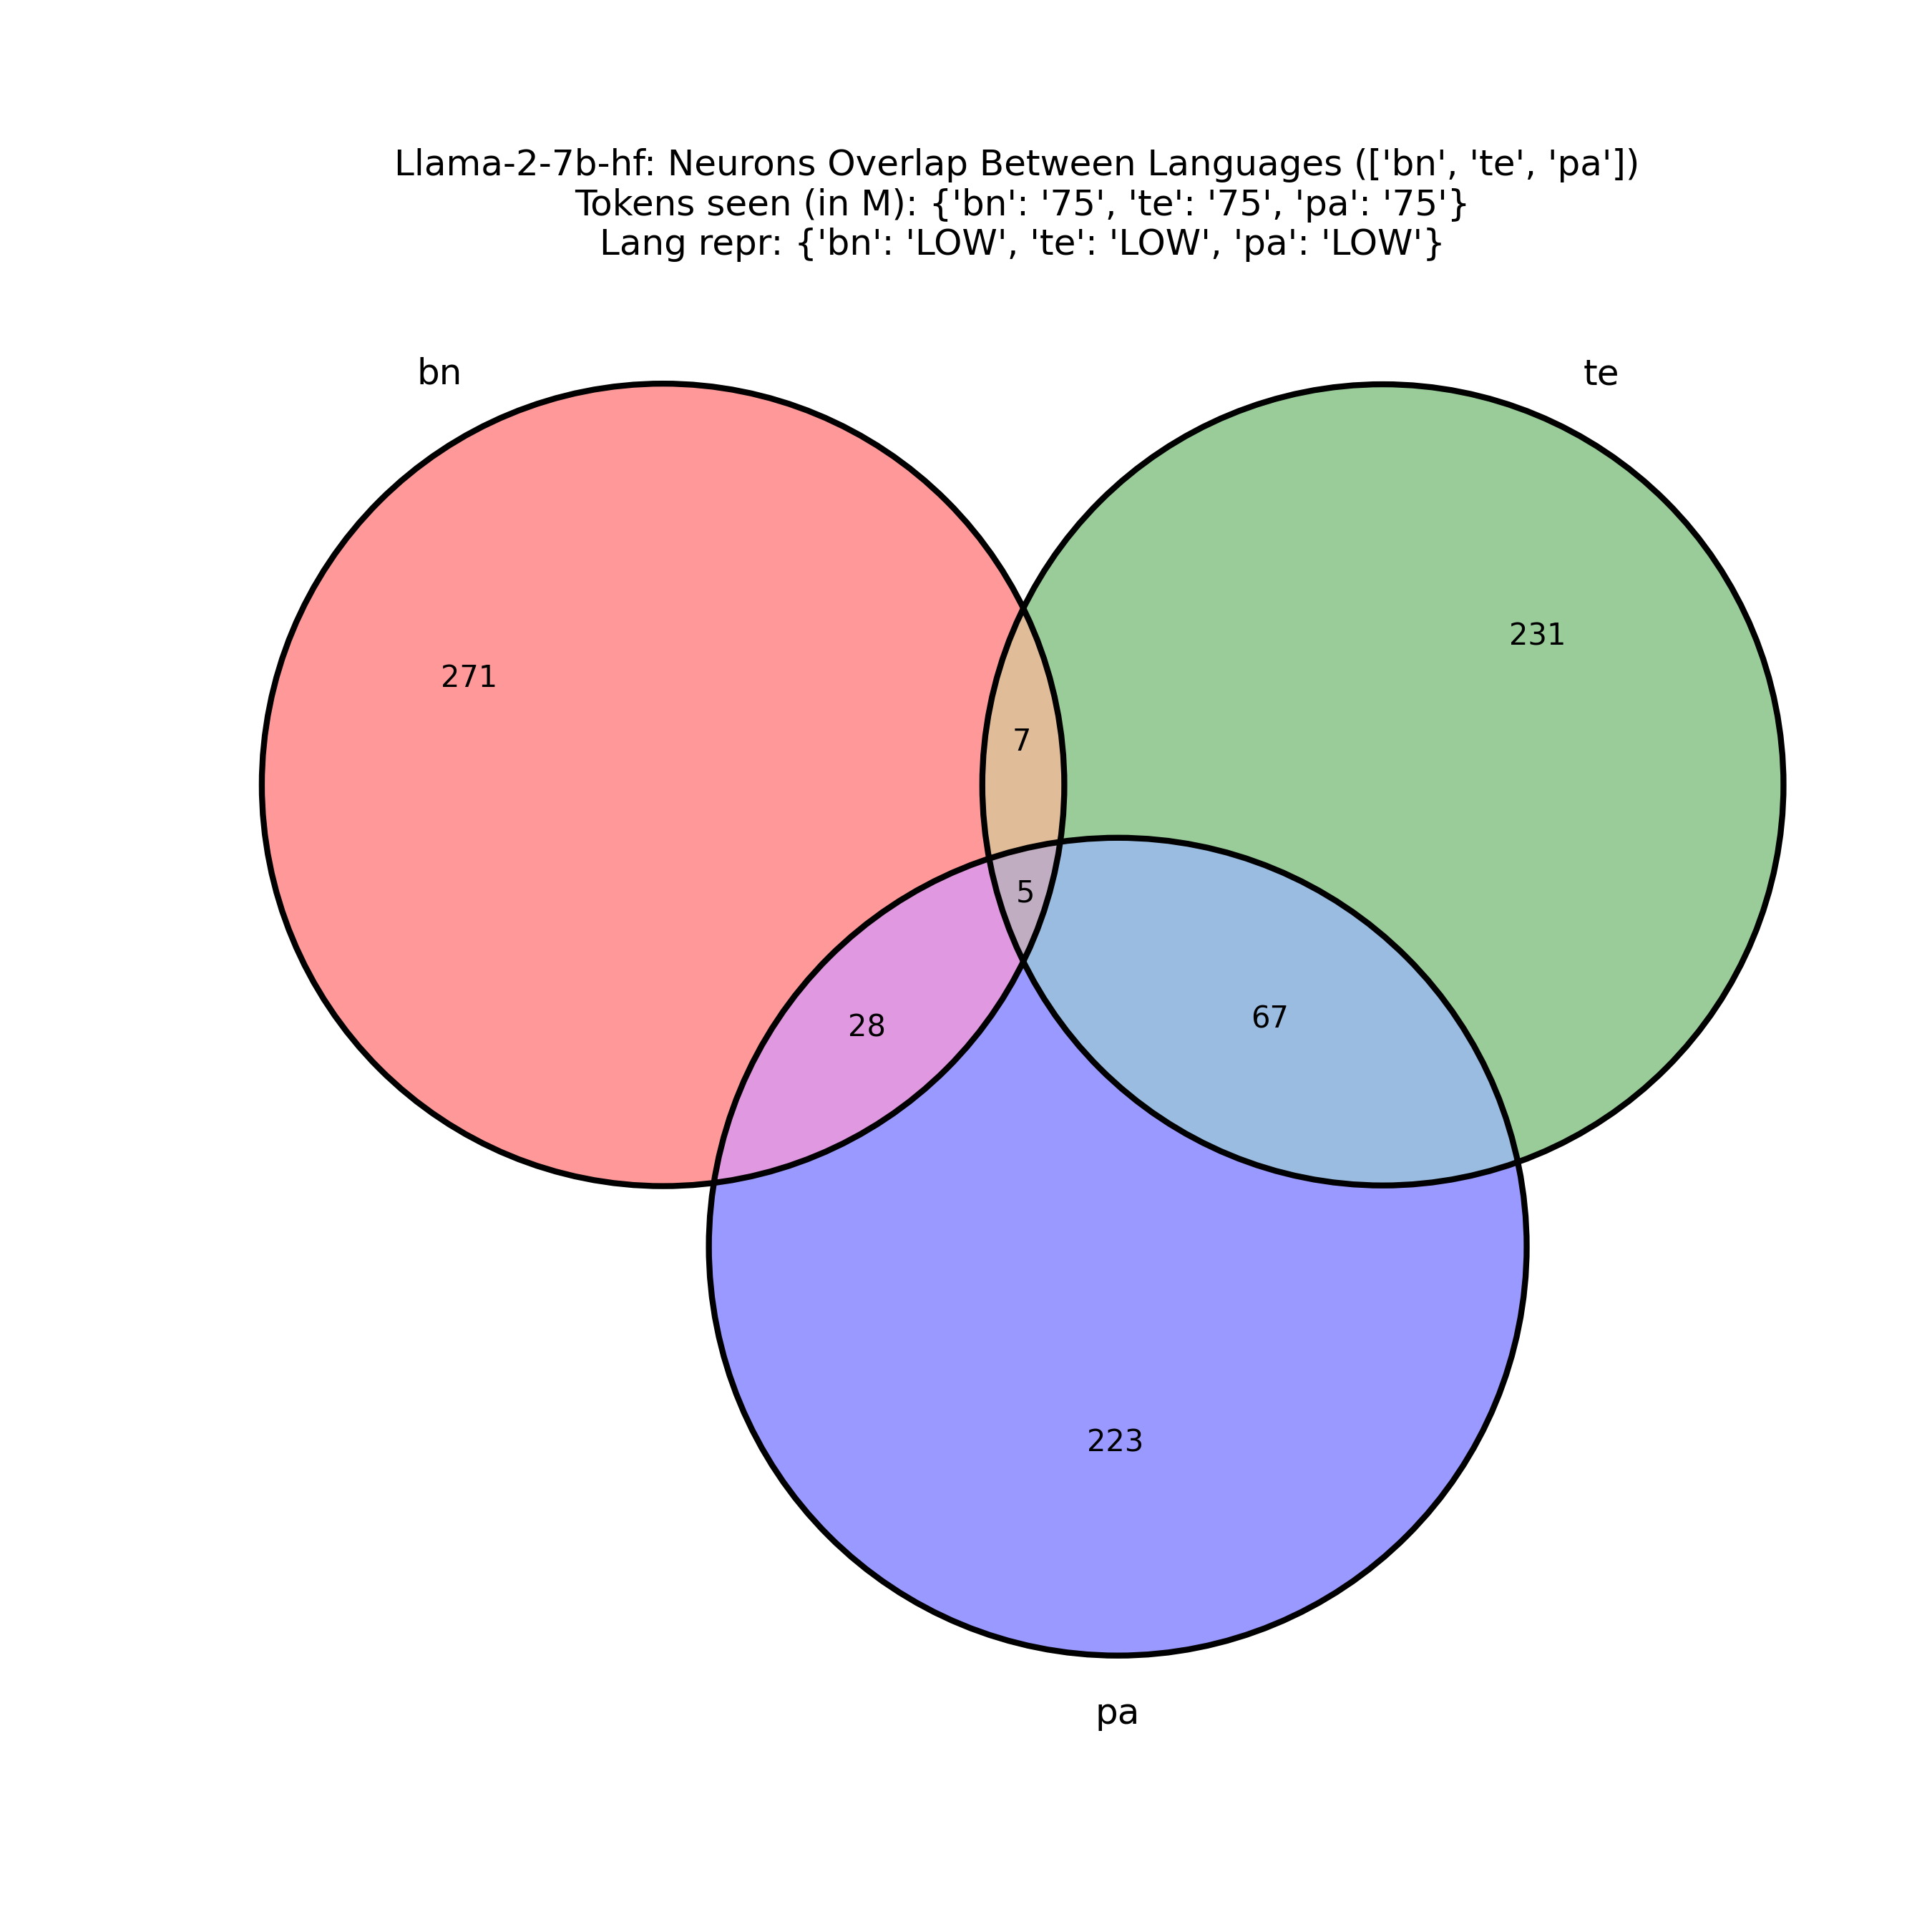 Llama-2-7b-hf: Neurons Overlap Between Languages (['bn', 'te', 'pa'])
Tokens seen (in M): {'bn': '75', 'te': '75', 'pa': '75'}
Lang repr: {'bn': 'LOW', 'te': 'LOW', 'pa': 'LOW'}
bn
te
231
271
7
5
67
28
223
pa